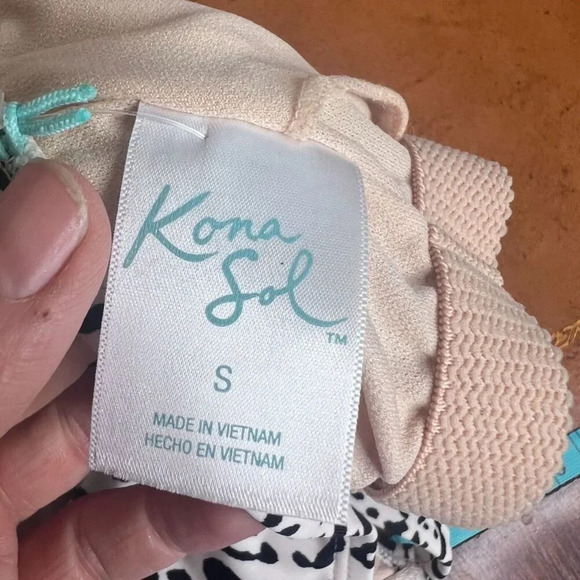 Kona
Sol
TM
S
MADE IN VIETNAM
HECHO EN VIETNAM